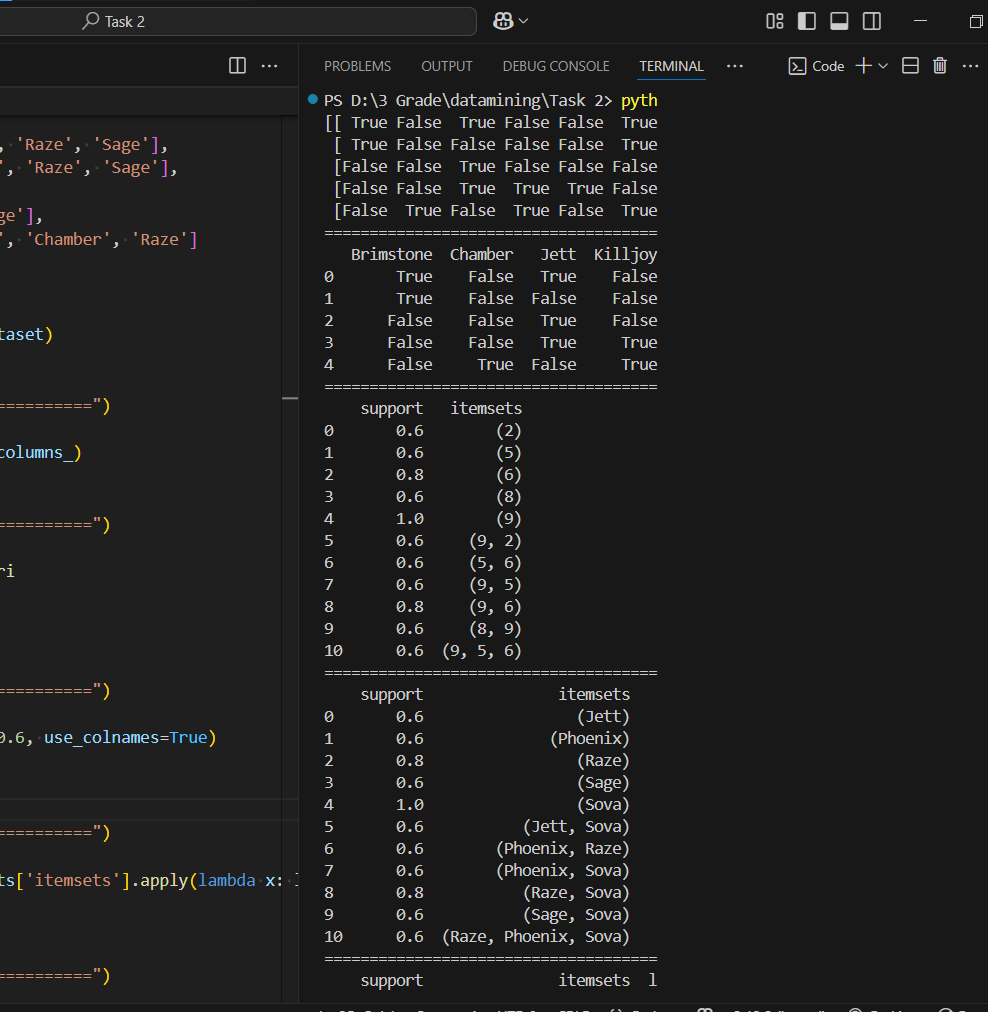 Task 2
PROBLEMS OUTPUT DEBUG CONSOLE TERMINAL ... Code
, 'Raze', 'Sage'],
', 'Raze', 'Sage'],
ge'],
', 'Chamber', 'Raze']
taset)
==========")
columns_)
==========")
ri
==========")
0.6, use_colnames=True)
==========")
ts['itemsets'].apply(lambda x:
==========")
PS D:\3 Grade\datamining\Task 2> pyth
[[ True False  True False False  True
 [ True False False False False  True
 [False False  True False False False
 [False False  True  True  True False
 [False  True False  True False  True
=====================================
   Brimstone  Chamber   Jett  Killjoy
0       True    False   True    False
1       True    False  False    False
2      False    False   True    False
3      False    False   True     True
4      False     True  False     True
=====================================
    support   itemsets
0       0.6        (2)
1       0.6        (5)
2       0.8        (6)
3       0.6        (8)
4       1.0        (9)
5       0.6     (9, 2)
6       0.6     (5, 6)
7       0.6     (9, 5)
8       0.8     (9, 6)
9       0.6     (8, 9)
10      0.6  (9, 5, 6)
=====================================
    support               itemsets
0       0.6                 (Jett)
1       0.6              (Phoenix)
2       0.8                 (Raze)
3       0.6                 (Sage)
4       1.0                 (Sova)
5       0.6           (Jett, Sova)
6       0.6        (Phoenix, Raze)
7       0.6        (Phoenix, Sova)
8       0.8           (Raze, Sova)
9       0.6           (Sage, Sova)
10      0.6  (Raze, Phoenix, Sova)
=====================================
    support               itemsets  l